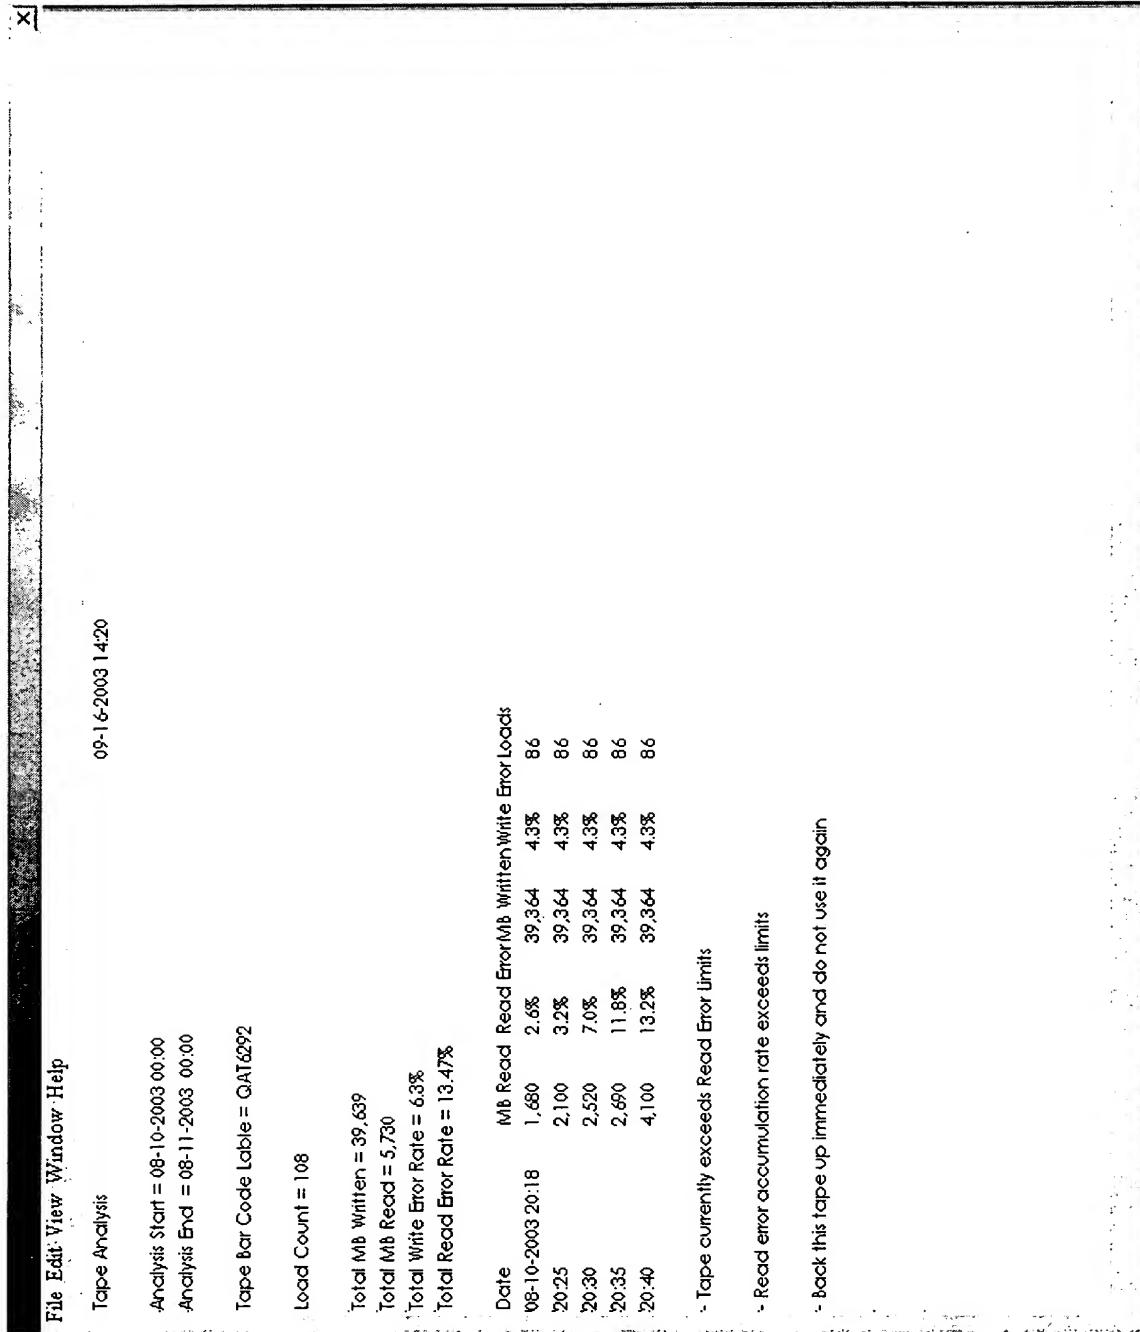 File Edit View Window Help
Tape Analysis 09-16-2003 14:20
Analysis Start = 08-10-2003 00:00
Analysis End = 08-11-2003 00:00
Tape Bar Code Lable = QAT6292
Load Count = 108
Total MB Written = 39,639
Total MB Read = 5,730
Total Write Error Rate = 6.3%
Total Read Error Rate = 13.47%
Date MB Read Read Error MB Written Write Error Loads
08-10-2003 20:18 1,680 2.6% 39,364 4.3% 86
20:25 2,100 3.2% 39,364 4.3% 86
20:30 2,520 7.0% 39,364 4.3% 86
20:35 2,690 11.8% 39,364 4.3% 86
20:40 4,100 13.2% 39,364 4.3% 86
- Tape currently exceeds Read Error Limits
- Read error accumulation rate exceeds limits
- Back this tape up immediately and do not use it again